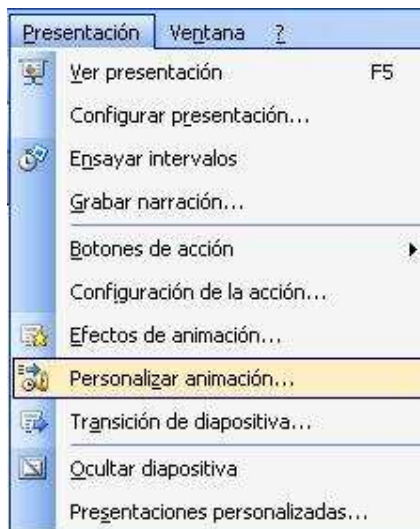 Presentación Ventana ?
Ver presentación F5
Configurar presentación...
Ensayar intervalos
Grabar narración...
Botones de acción
Configuración de la acción...
Efectos de animación...
Personalizar animación...
Transición de diapositiva...
Ocultar diapositiva
Presentaciones personalizadas...